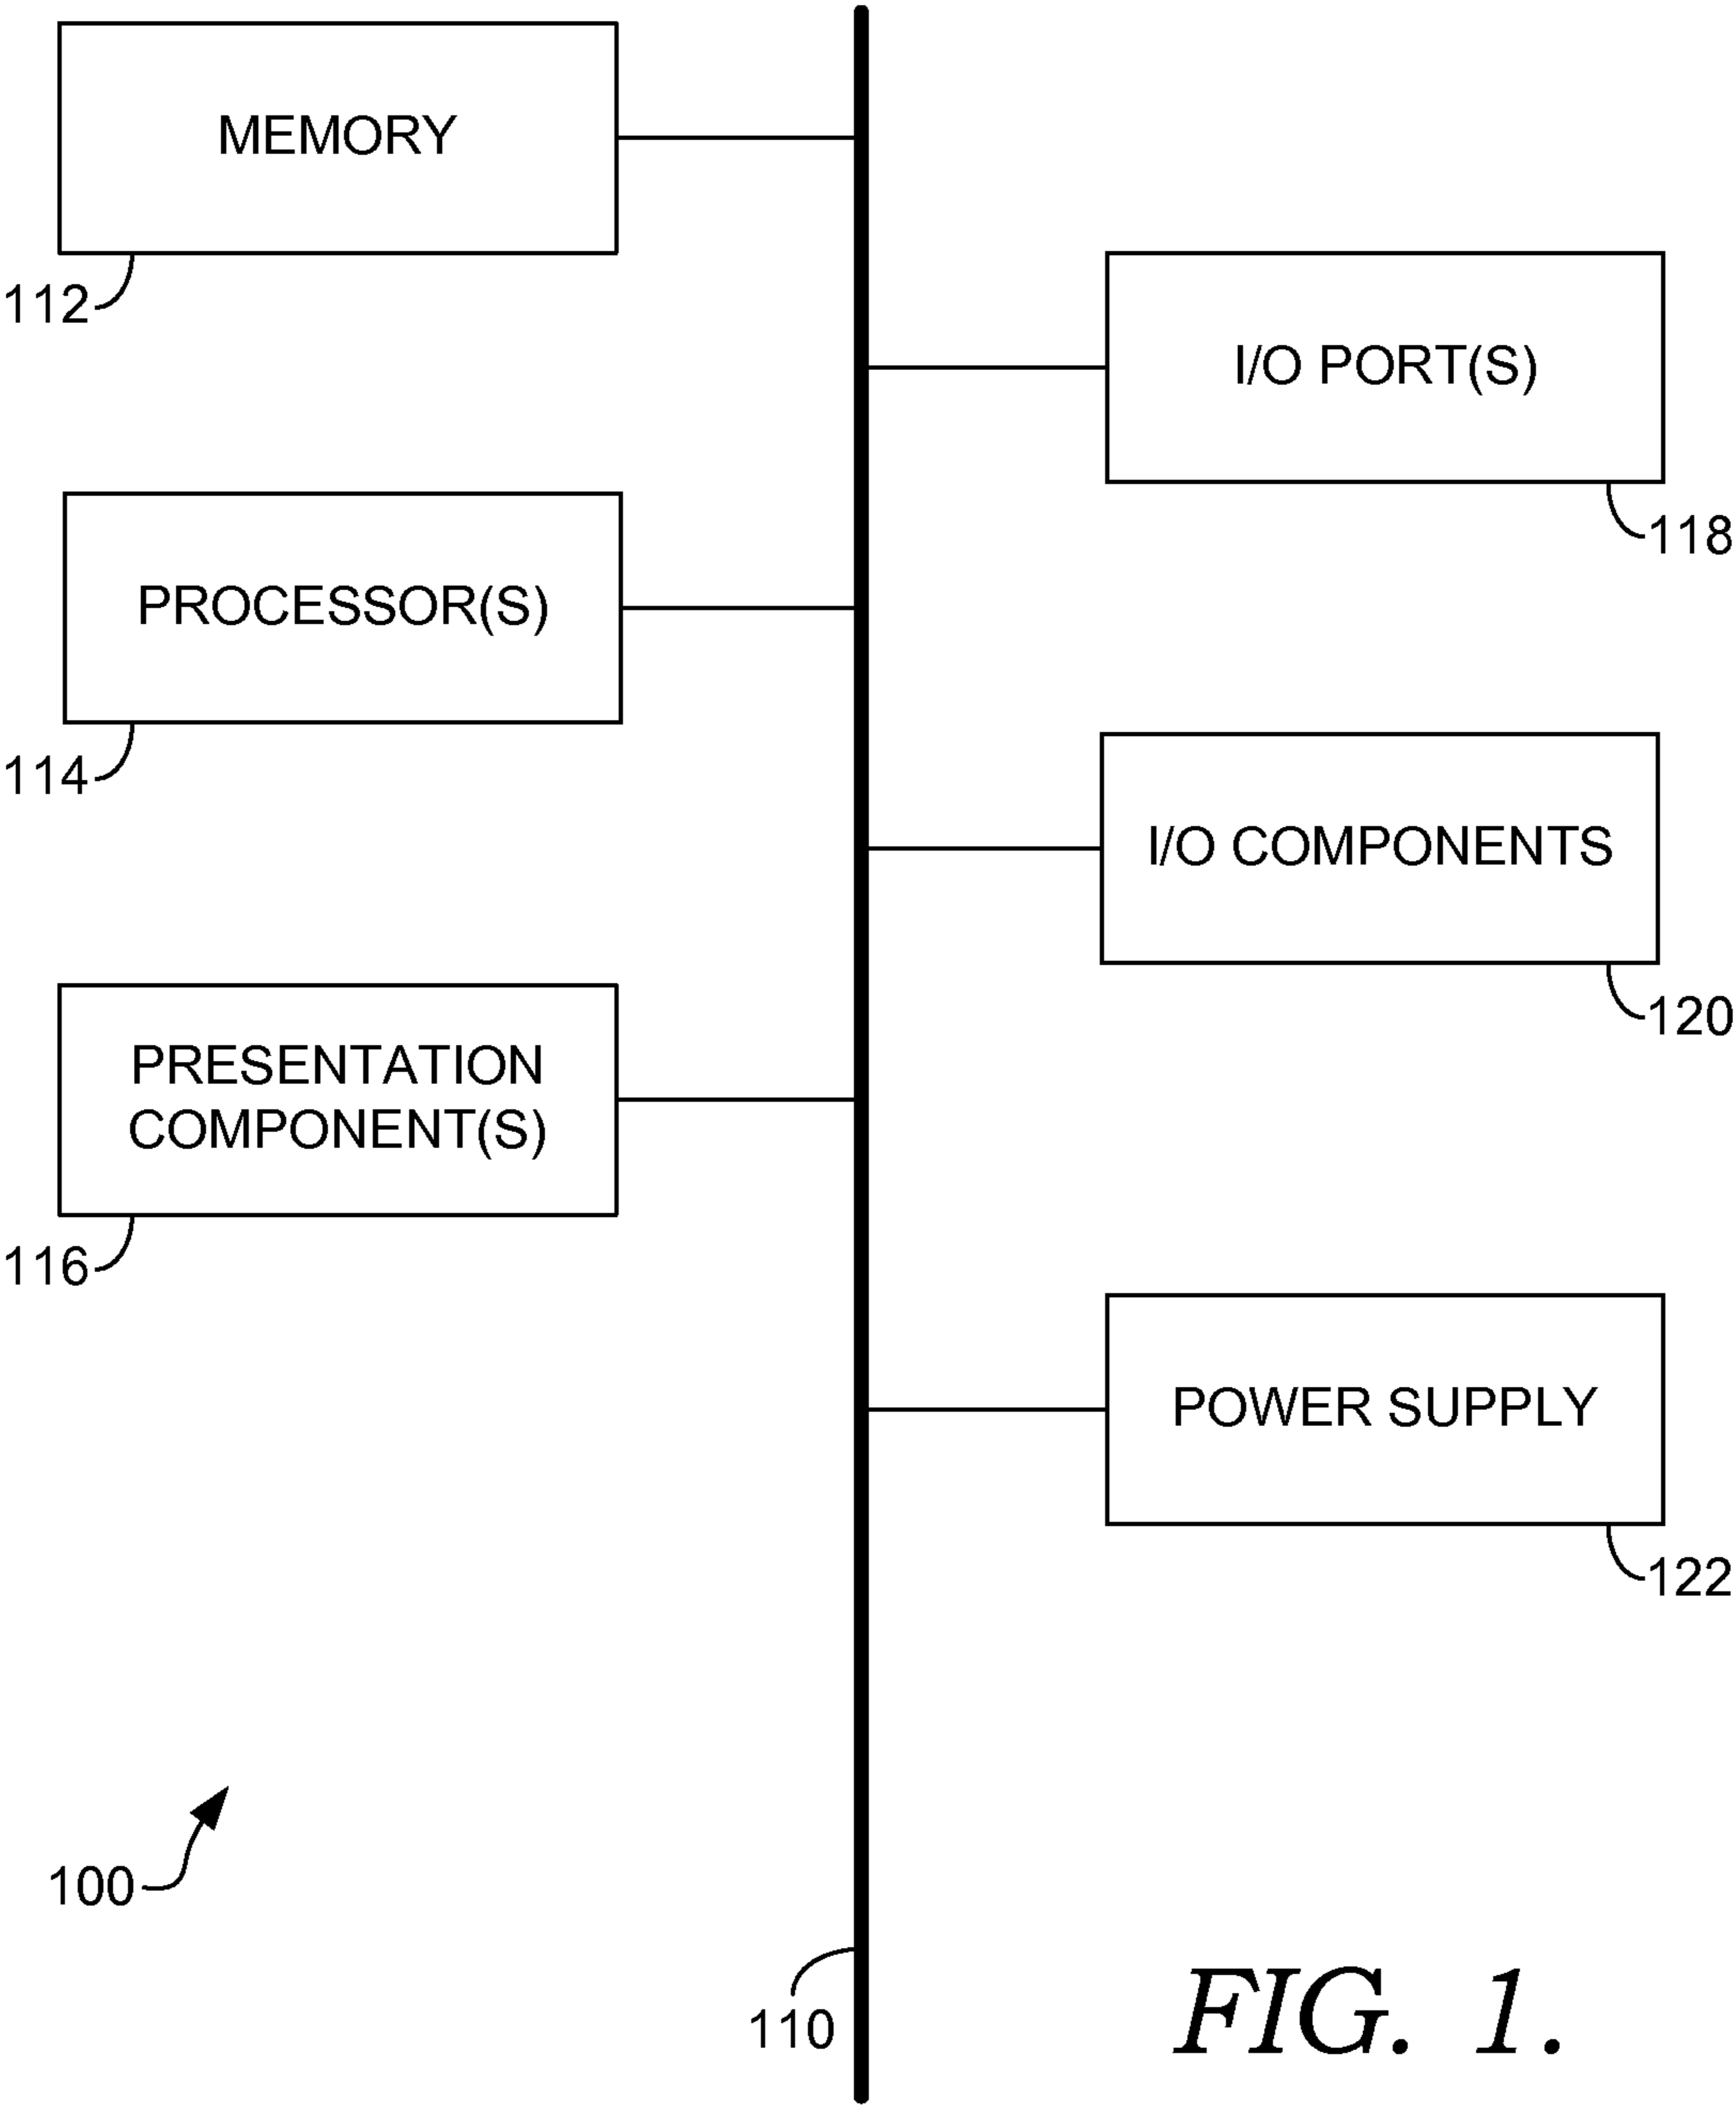 MEMORY
112
I/O PORT(S)
118
PROCESSOR(S)
114
I/O COMPONENTS
120
PRESENTATION
COMPONENT(S)
116
POWER SUPPLY
122
100
110
FIG. 1.